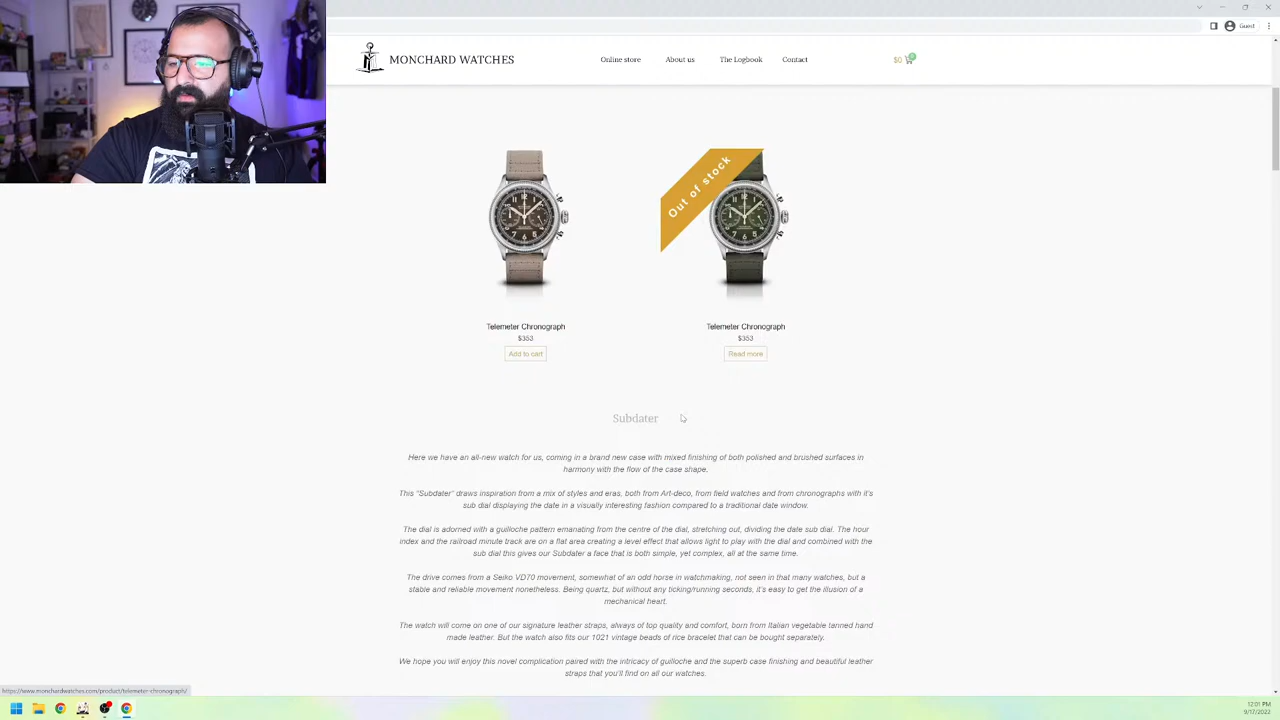 Guest
MONCHARD WATCHES
Online store
About us
The Logbook
Contact
$0
0
Out of stock
Telemeter Chronograph
$353
Add to cart
Telemeter Chronograph
$353
Read more
Subdater
Here we have an all-new watch for us, coming in a brand new case with mixed finishing of both polished and brushed surfaces in
harmony with the flow of the case shape.
This "Subdater" draws inspiration from a mix of styles and eras, both from Art-deco, from field watches and from chronographs with it's
sub dial displaying the date in a visually interesting fashion compared to a traditional date window.
The dial is adorned with a guilloche pattern emanating from the centre of the dial, stretching out, dividing the date sub dial. The hour
index and the railroad minute track are on a flat area creating a level effect that allows light to play with the dial and combined with the
sub dial this gives our Subdater a face that is both simple, yet complex, all at the same time.
The drive comes from a Seiko VD70 movement, somewhat of an odd horse in watchmaking, not seen in that many watches, but a
stable and reliable movement nonetheless. Being quartz, but without any ticking/running seconds, it's easy to get the illusion of a
mechanical heart.
The watch will come on one of our signature leather straps, always of top quality and comfort, born from Italian vegetable tanned hand
made leather. But the watch also fits our 1021 vintage beads of rice bracelet that can be bought separately.
We hope you will enjoy this novel complication paired with the intricacy of guilloche and the superb case finishing and beautiful leather
straps that you'll find on all our watches.
https://www.monchardwatches.com/product/telemeter-chronograph/
12:01 PM
9/17/2022